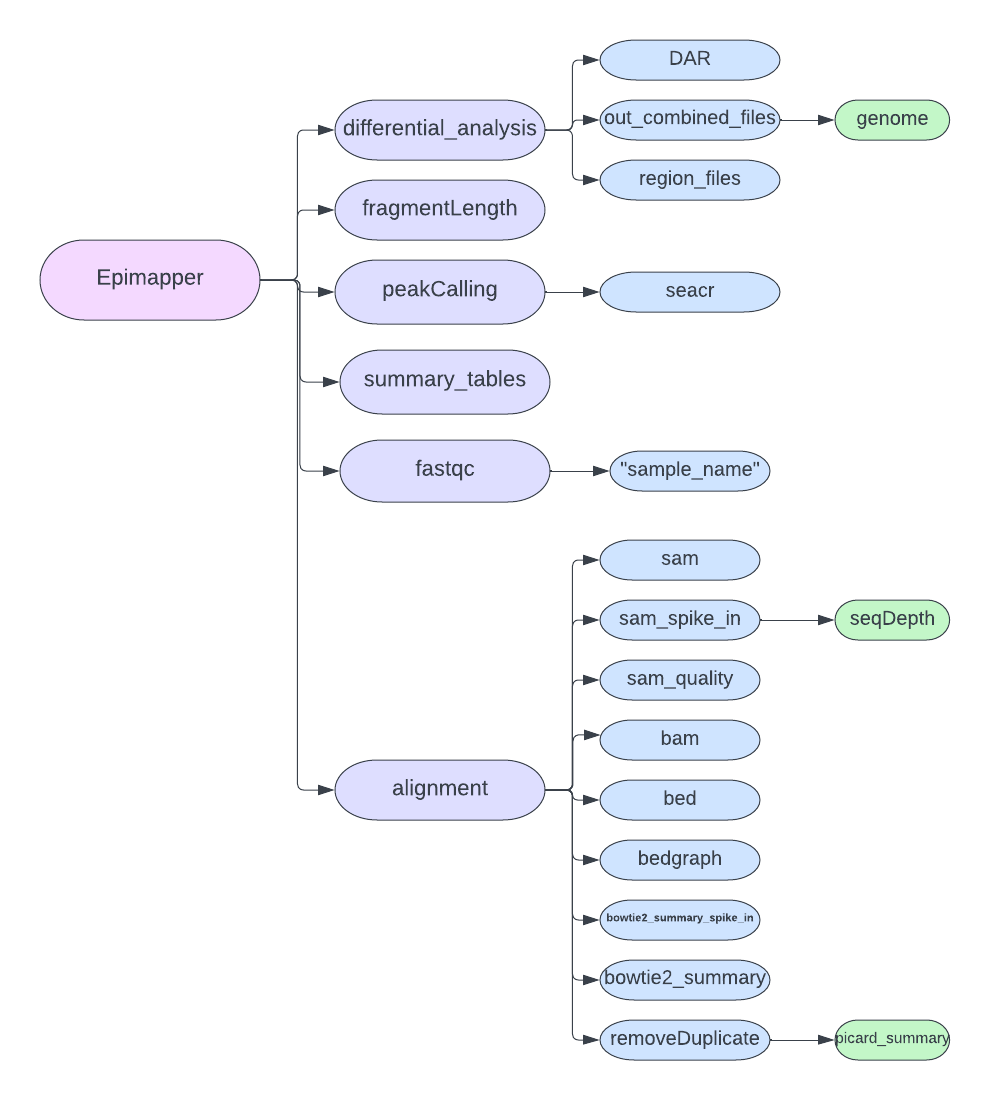 Epimapper
differential_analysis
DAR
out_combined_files
genome
region_files
fragmentLength
peakCalling
seacr
summary_tables
fastqc
"sample_name"
alignment
sam
sam_spike_in
seqDepth
sam_quality
bam
bed
bedgraph
bowtie2_summary_spike_in
bowtie2_summary
removeDuplicate
picard_summary